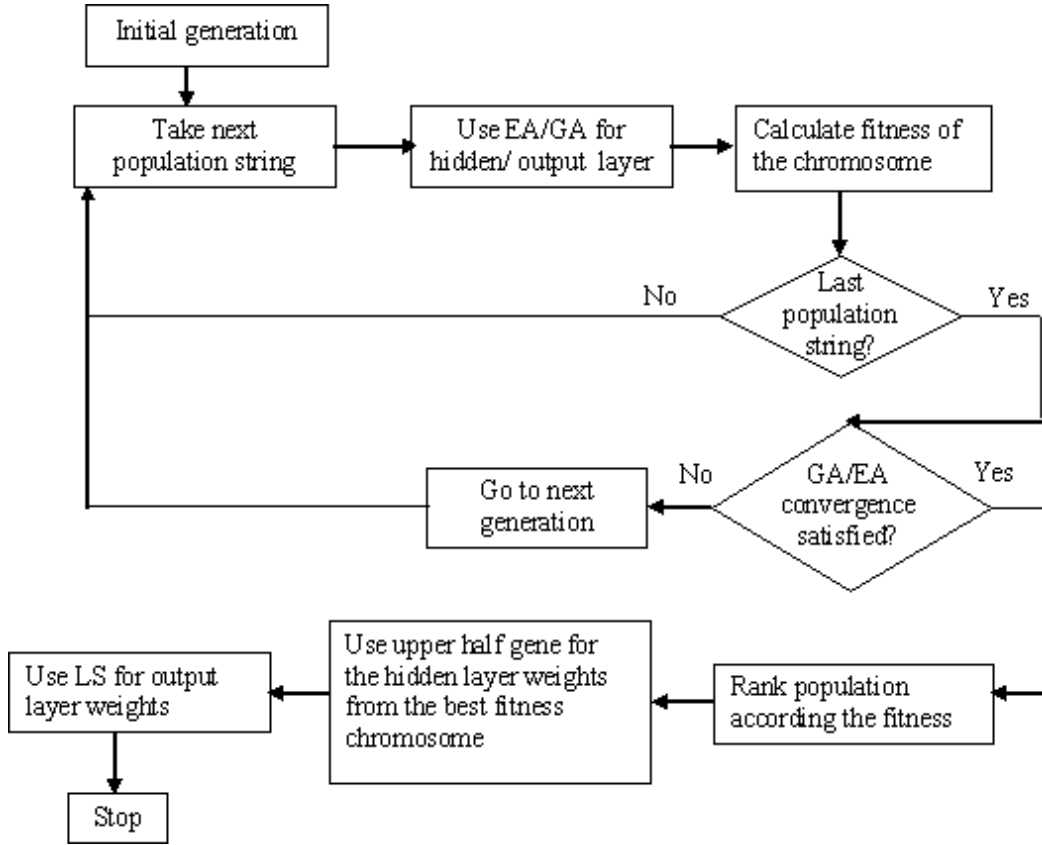 Initial generation
Take next
population string
Use EA/GA for
hidden/ output layer
Calculate fitness of
the chromosome
Last
population
string?
No
Yes
GA/EA
convergence
satisfied?
No
Yes
Go to next
generation
Rank population
according the fitness
Use upper half gene for
the hidden layer weights
from the best fitness
chromosome
Use LS for output
layer weights
Stop